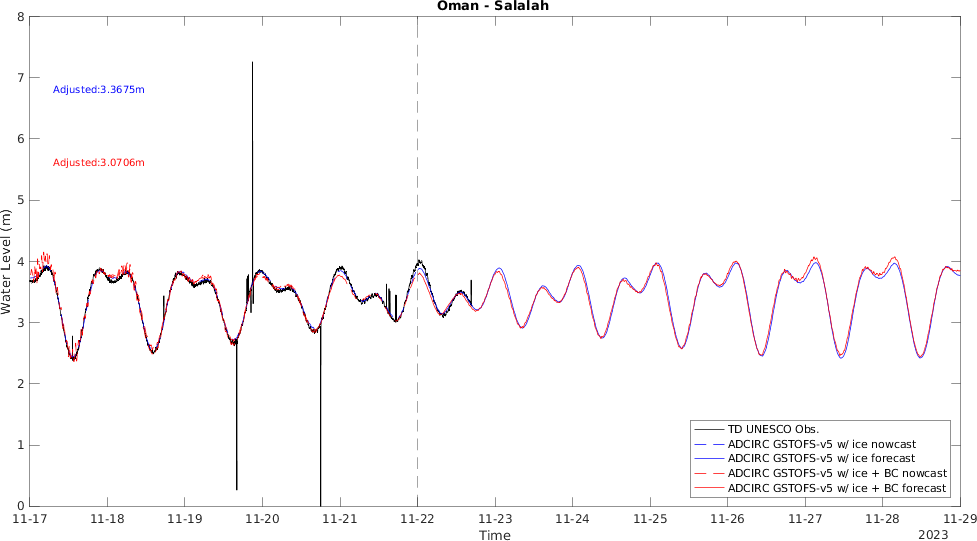 Oman - Salalah
8
7
6
5
4
3
2
1
0
Water Level (m)
Adjusted:3.3675m
Adjusted:3.0706m
TD UNESCO Obs.
ADCIRC GSTOFS-v5 w/ ice nowcast
ADCIRC GSTOFS-v5 w/ ice forecast
ADCIRC GSTOFS-v5 w/ ice + BC nowcast
ADCIRC GSTOFS-v5 w/ ice + BC forecast
11-17 11-18 11-19 11-20 11-21 11-22 11-23 11-24 11-25 11-26 11-27 11-28 11-29
Time
2023